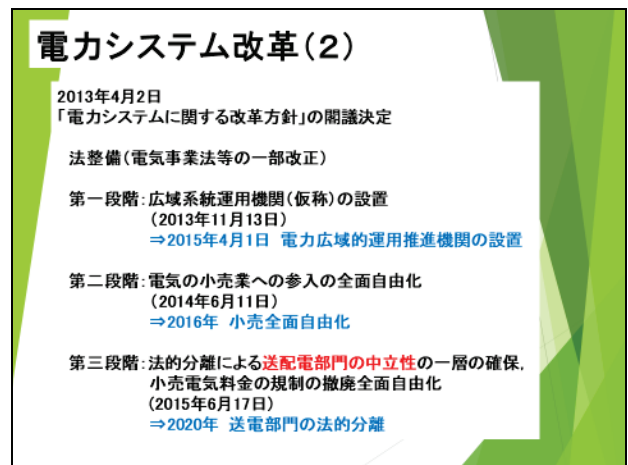 電力システム改革(2)
2013年4月2日
「電力システムに関する改革方針」の閣議決定
法整備(電気事業法等の一部改正)
第一段階:広域系統運用機関(仮称)の設置
(2013年11月13日)
⇒2015年4月1日 電力広域的運用推進機関の設置
第二段階:電気の小売業への参入の全面自由化
(2014年6月11日)
⇒2016年 小売全面自由化
第三段階:法的分離による送配電部門の中立性の一層の確保,
小売電気料金の規制の撤廃全面自由化
(2015年6月17日)
⇒2020年 送電部門の法的分離